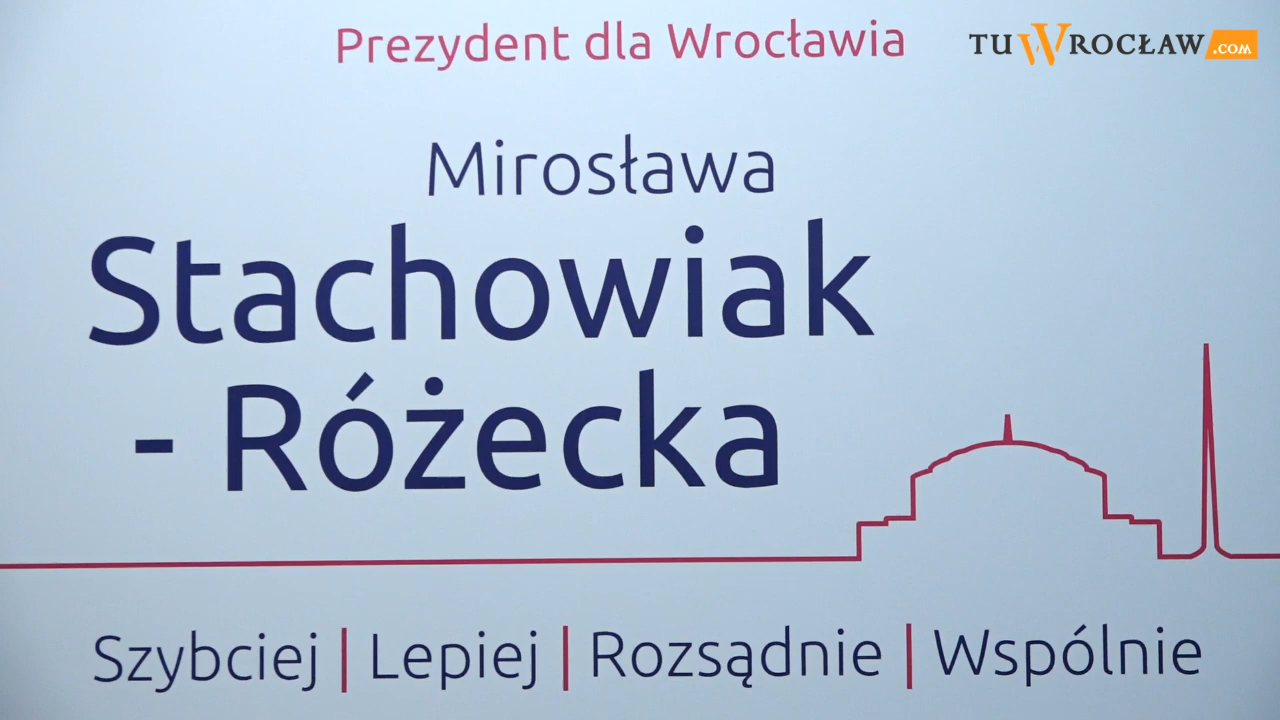 Prezydent dla Wrocławia
TUWROCŁAW.COM
Mirosława
Stachowiak
- Różecka
Szybciej | Lepiej | Rozsądnie | Wspólnie